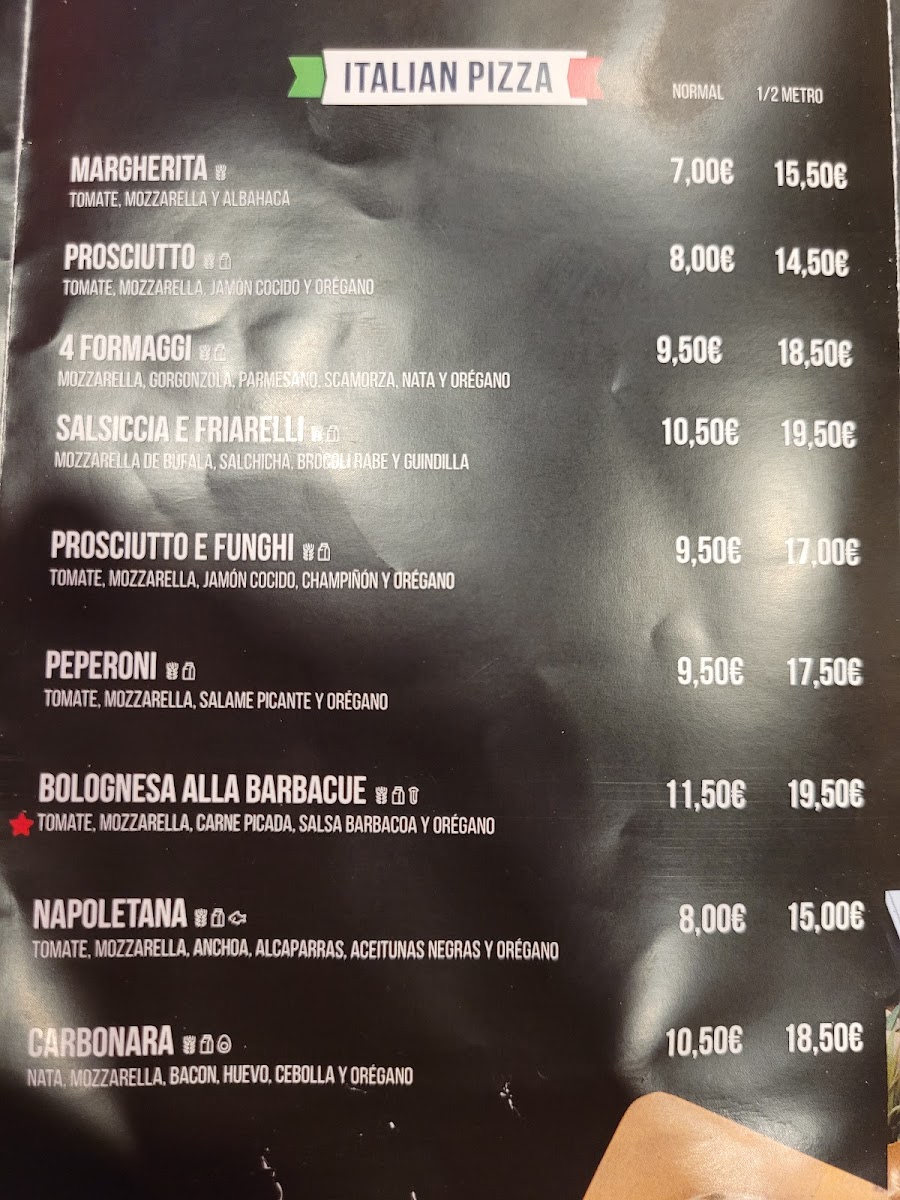 ITALIAN PIZZA
NORMAL 1/2 METRO
MARGHERITA 7,00€ 15,50€
TOMATE, MOZZARELLA Y ALBAHACA
PROSCIUTTO 8,00€ 14,50€
TOMATE, MOZZARELLA, JAMÓN COCIDO Y ORÉGANO
4 FORMAGGI 9,50€ 18,50€
MOZZARELLA, GORGONZOLA, PARMESANO, SCAMORZA, NATA Y ORÉGANO
SALSICCIA E FRIARELLI 10,50€ 19,50€
MOZZARELLA DE BUFALA, SALCHICHA, BROCOLI RABE Y GUINDILLA
PROSCIUTTO E FUNGHI 9,50€ 17,00€
TOMATE, MOZZARELLA, JAMÓN COCIDO, CHAMPIÑÓN Y ORÉGANO
PEPERONI 9,50€ 17,50€
TOMATE, MOZZARELLA, SALAME PICANTE Y ORÉGANO
BOLOGNESA ALLA BARBACUE 11,50€ 19,50€
TOMATE, MOZZARELLA, CARNE PICADA, SALSA BARBACOA Y ORÉGANO
NAPOLETANA 8,00€ 15,00€
TOMATE, MOZZARELLA, ANCHOA, ALCAPARRAS, ACEITUNAS NEGRAS Y ORÉGANO
CARBONARA 10,50€ 18,50€
NATA, MOZZARELLA, BACON, HUEVO, CEBOLLA Y ORÉGANO